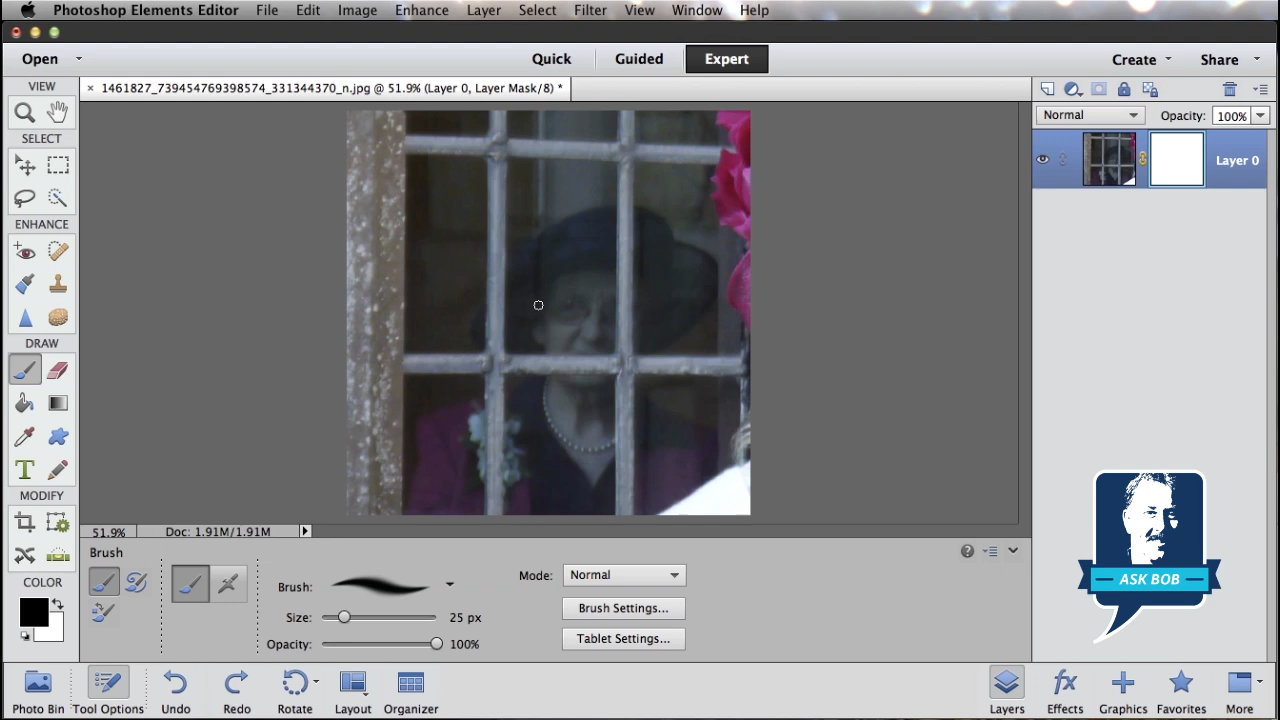 Photoshop Elements Editor File Edit Image Enhance Layer Select Filter View Window Help
Open Quick Guided Expert Create Share
VIEW
× 1461827_739454769398574_331344370_n.jpg @ 51.9% (Layer 0, Layer Mask/8) *
Normal Opacity: 100%
SELECT
Layer 0
ENHANCE
DRAW
T
MODIFY
51.9% Doc: 1.91M/1.91M
Brush
Mode: Normal
ASK BOB
COLOR
Brush: Brush Settings...
Size: 25 px
Tablet Settings...
Opacity: 100%
fx
Photo Bin Tool Options Undo Redo Rotate Layout Organizer Layers Effects Graphics Favorites More